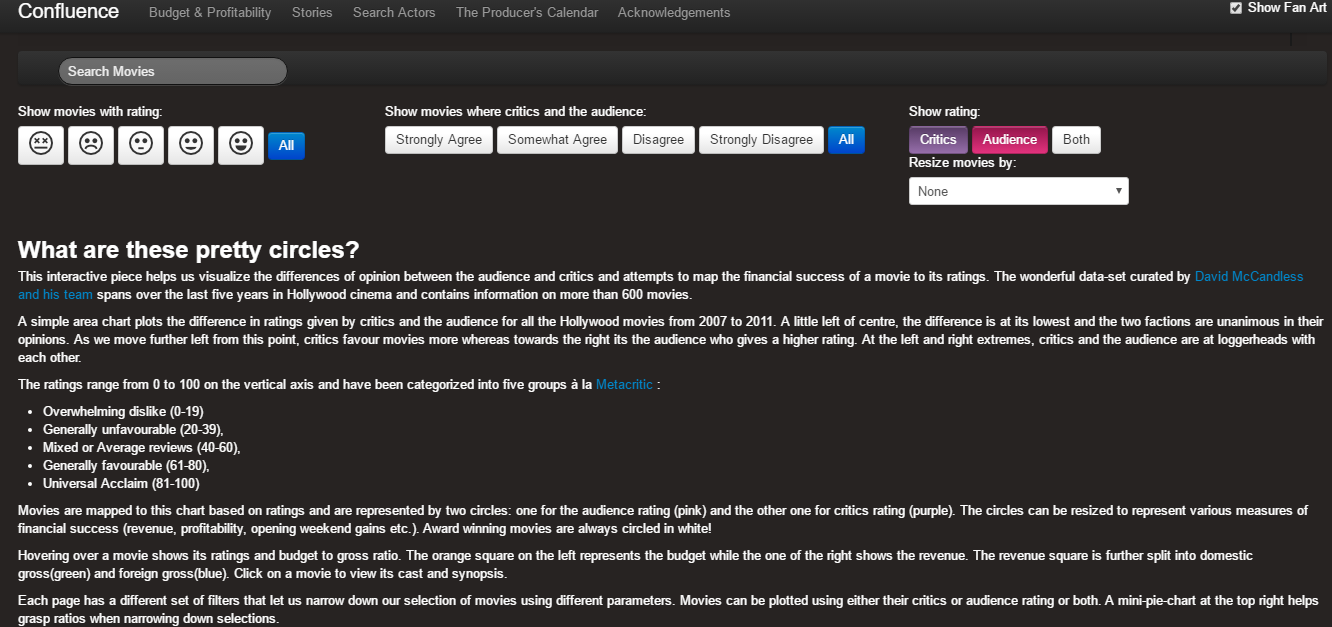 Confluence Budget & Profitability Stories Search Actors The Producer's Calendar Acknowledgements Show Fan Art
Search Movies
Show movies with rating:
All
Show movies where critics and the audience:
Strongly Agree Somewhat Agree Disagree Strongly Disagree All
Show rating:
Critics Audience Both
Resize movies by:
None
What are these pretty circles?
This interactive piece helps us visualize the differences of opinion between the audience and critics and attempts to map the financial success of a movie to its ratings. The wonderful data-set curated by David McCandless
and his team spans over the last five years in Hollywood cinema and contains information on more than 600 movies.
A simple area chart plots the difference in ratings given by critics and the audience for all the Hollywood movies from 2007 to 2011. A little left of centre, the difference is at its lowest and the two factions are unanimous in their
opinions. As we move further left from this point, critics favour movies more whereas towards the right its the audience who gives a higher rating. At the left and right extremes, critics and the audience are at loggerheads with
each other.
The ratings range from 0 to 100 on the vertical axis and have been categorized into five groups à la Metacritic :
• Overwhelming dislike (0-19)
• Generally unfavourable (20-39),
• Mixed or Average reviews (40-60),
• Generally favourable (61-80),
• Universal Acclaim (81-100)
Movies are mapped to this chart based on ratings and are represented by two circles: one for the audience rating (pink) and the other one for critics rating (purple). The circles can be resized to represent various measures of
financial success (revenue, profitability, opening weekend gains etc.). Award winning movies are always circled in white!
Hovering over a movie shows its ratings and budget to gross ratio. The orange square on the left represents the budget while the one of the right shows the revenue. The revenue square is further split into domestic
gross(green) and foreign gross(blue). Click on a movie to view its cast and synopsis.
Each page has a different set of filters that let us narrow down our selection of movies using different parameters. Movies can be plotted using either their critics or audience rating or both. A mini-pie-chart at the top right helps
grasp ratios when narrowing down selections.